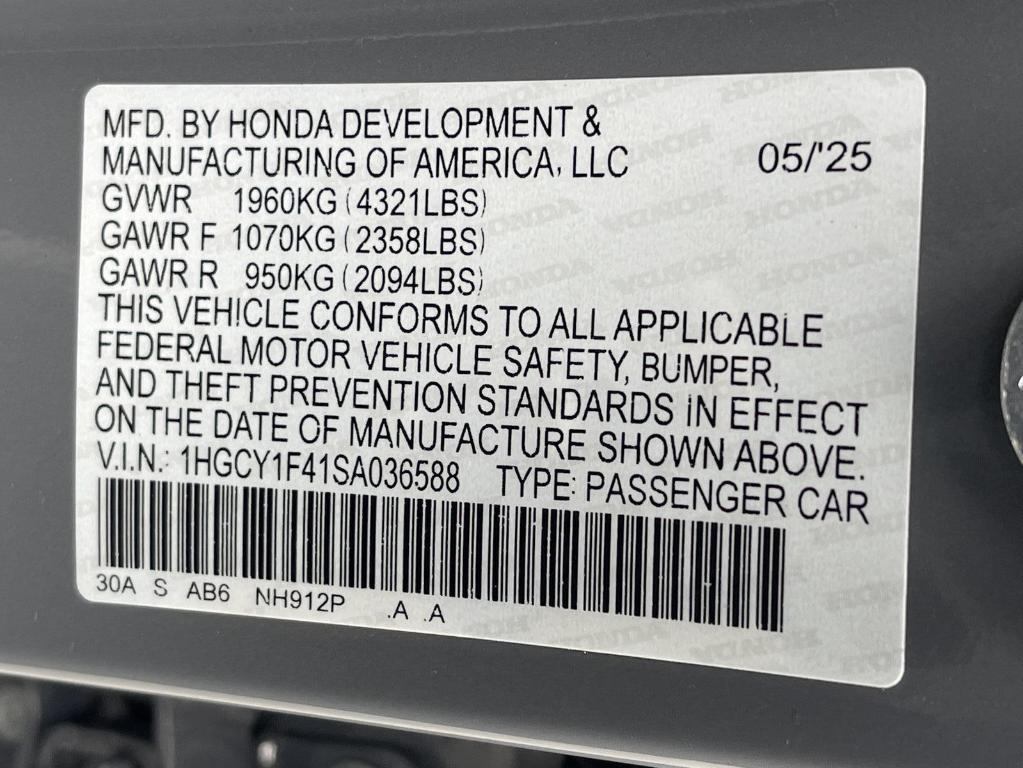 MFD. BY HONDA DEVELOPMENT &
MANUFACTURING OF AMERICA, LLC 05/'25
GVWR 1960KG (4321LBS)
GAWR F 1070KG (2358LBS)
GAWR R 950KG (2094LBS)
THIS VEHICLE CONFORMS TO ALL APPLICABLE
FEDERAL MOTOR VEHICLE SAFETY, BUMPER,
AND THEFT PREVENTION STANDARDS IN EFFECT
ON THE DATE OF MANUFACTURE SHOWN ABOVE.
V.I.N.: 1HGCY1F41SA036588 TYPE: PASSENGER CAR
30A S AB6 NH912P .A .A